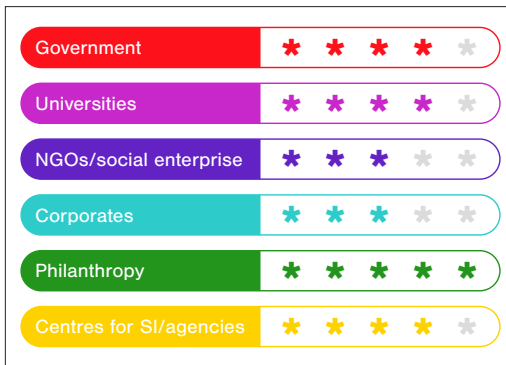 Government * * * * *
Universities * * * * *
NGOs/social enterprise * * * * *
Corporates * * * * *
Philanthropy * * * * *
Centres for SI/agencies * * * * *